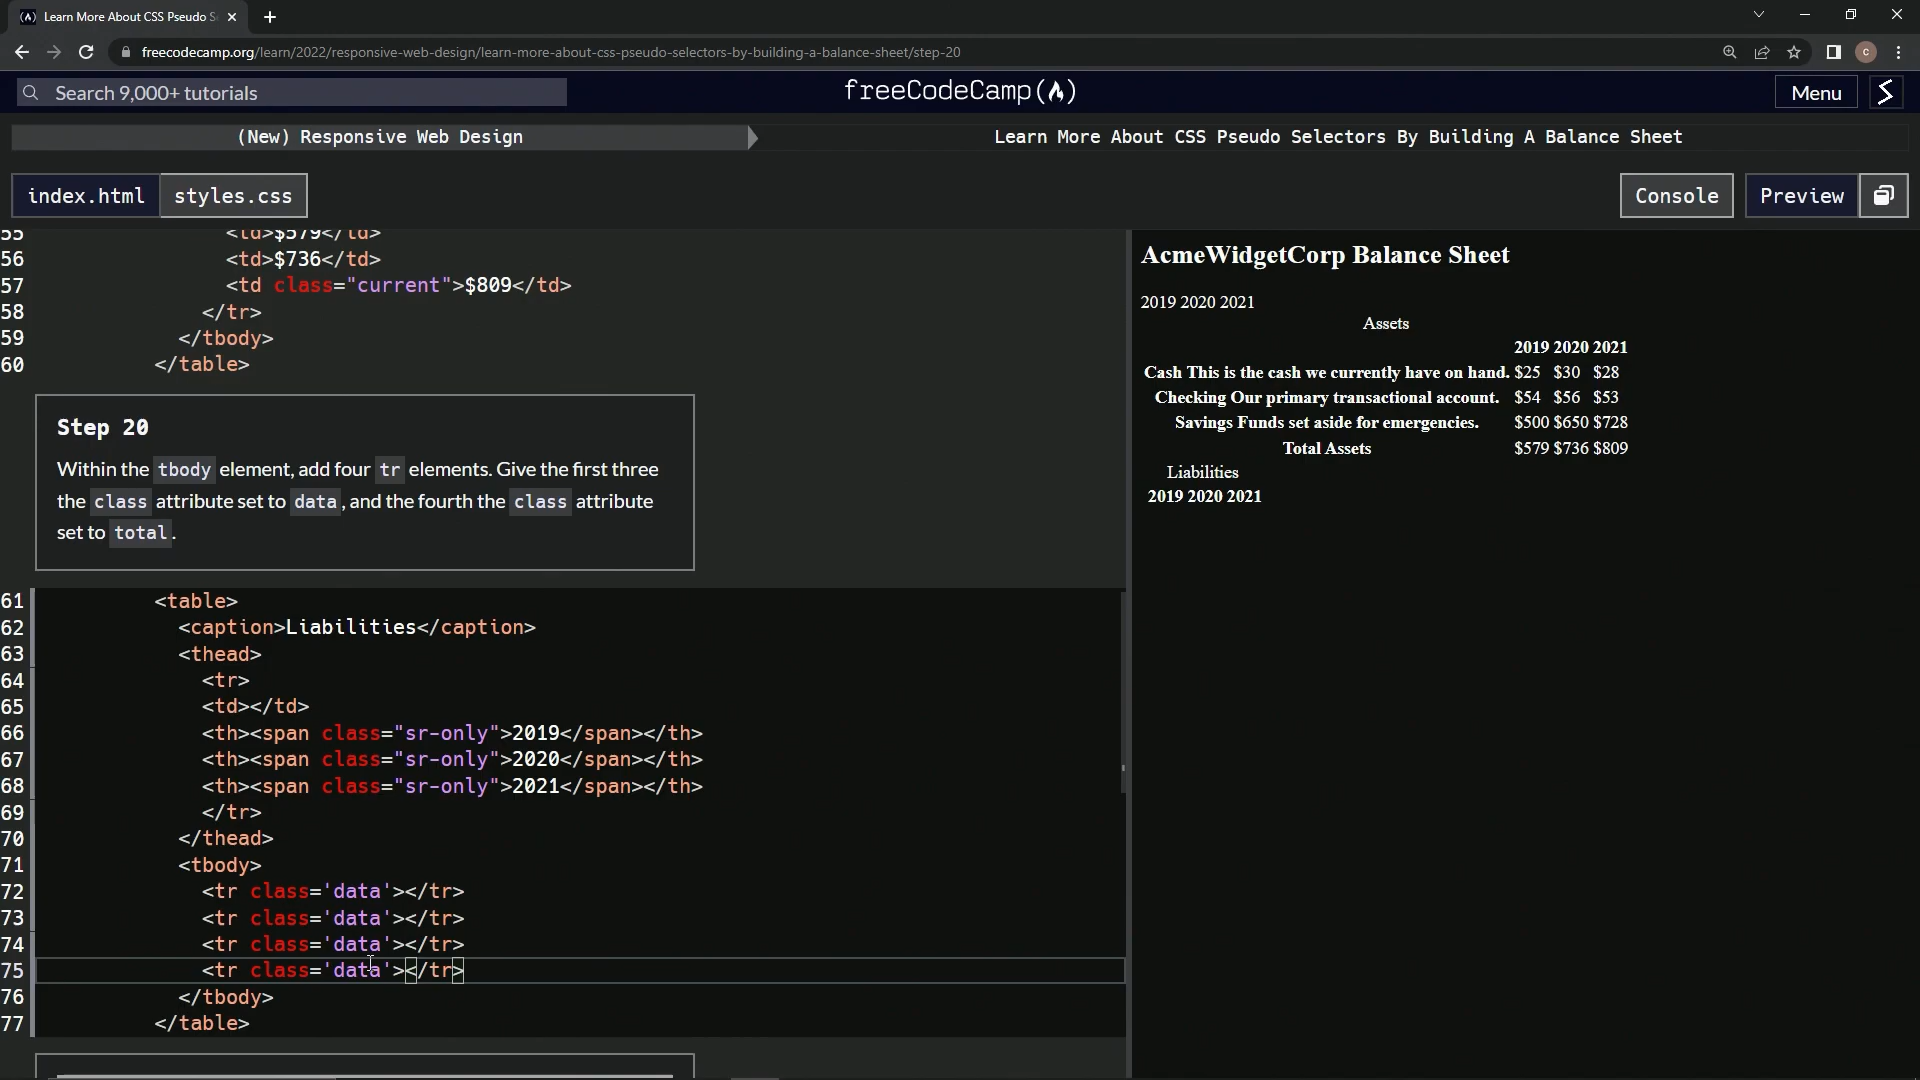 Learn More About CSS Pseudo S
freecodecamp.org/learn/2022/responsive-web-design/learn-more-about-css-pseudo-selectors-by-building-a-balance-sheet/step-20
C
Search 9,000+ tutorials
freeCodeCamp
Menu
(New) Responsive Web Design
Learn More About CSS Pseudo Selectors By Building A Balance Sheet
index.html
styles.css
Console
Preview
55 <td>$579</td>
56 <td>$736</td>
57 <td class="current">$809</td>
58 </tr>
59 </tbody>
60 </table>
Step 20
Within the tbody element, add four tr elements. Give the first three
the class attribute set to data, and the fourth the class attribute
set to total.
61 <table>
62 <caption>Liabilities</caption>
63 <thead>
64 <tr>
65 <td></td>
66 <th><span class="sr-only">2019</span></th>
67 <th><span class="sr-only">2020</span></th>
68 <th><span class="sr-only">2021</span></th>
69 </tr>
70 </thead>
71 <tbody>
72 <tr class='data'></tr>
73 <tr class='data'></tr>
74 <tr class='data'></tr>
75 <tr class='data'></tr>
76 </tbody>
77 </table>
AcmeWidgetCorp Balance Sheet
2019 2020 2021
Assets
2019 2020 2021
Cash This is the cash we currently have on hand. $25 $30 $28
Checking Our primary transactional account. $54 $56 $53
Savings Funds set aside for emergencies. $500 $650 $728
Total Assets $579 $736 $809
Liabilities
2019 2020 2021